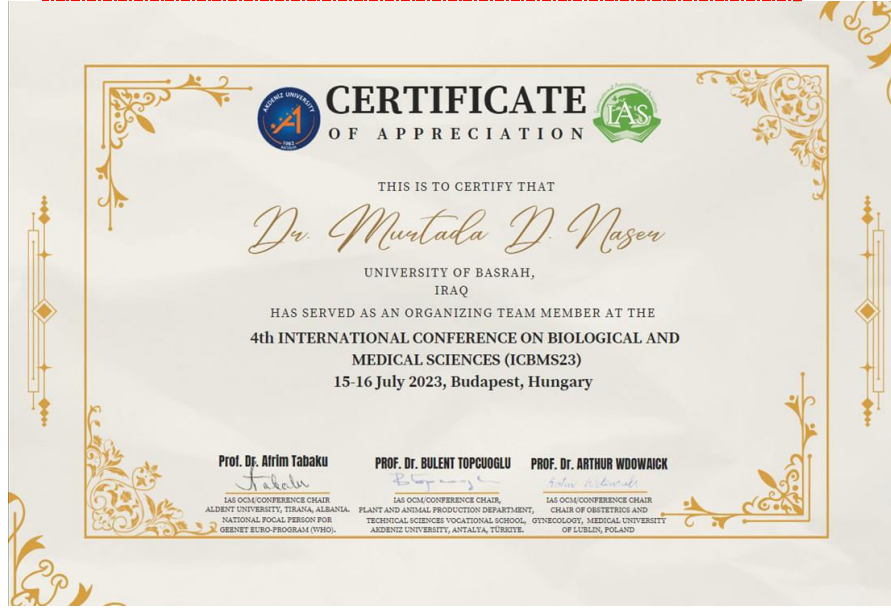 AKDENIZ UNIVERSITY
1982
CERTIFICATE
OF APPRECIATION
IAS
THIS IS TO CERTIFY THAT
Dr. Murtada D. Naser
UNIVERSITY OF BASRAH,
IRAQ
HAS SERVED AS AN ORGANIZING TEAM MEMBER AT THE
4th INTERNATIONAL CONFERENCE ON BIOLOGICAL AND
MEDICAL SCIENCES (ICBMS23)
15-16 July 2023, Budapest, Hungary
Prof. Dr. Afrim Tabaku
IAS OCM/CONFERENCE CHAIR
ALDENT UNIVERSITY, TIRANA, ALBANIA.
NATIONAL FOCAL PERSON FOR
GEENET EURO-PROGRAM (WHO).
PROF. Dr. BULENT TOPCUOGLU
IAS OCM/CONFERENCE CHAIR,
PLANT AND ANIMAL PRODUCTION DEPARTMENT,
TECHNICAL SCIENCES VOCATIONAL SCHOOL,
AKDENIZ UNIVERSITY, ANTALYA, TÜRKIYE.
PROF. Dr. ARTHUR WDOWAICK
IAS OCM/CONFERENCE CHAIR
CHAIR OF OBSTETRICS AND
GYNECOLOGY, MEDICAL UNIVERSITY
OF LUBLIN, POLAND